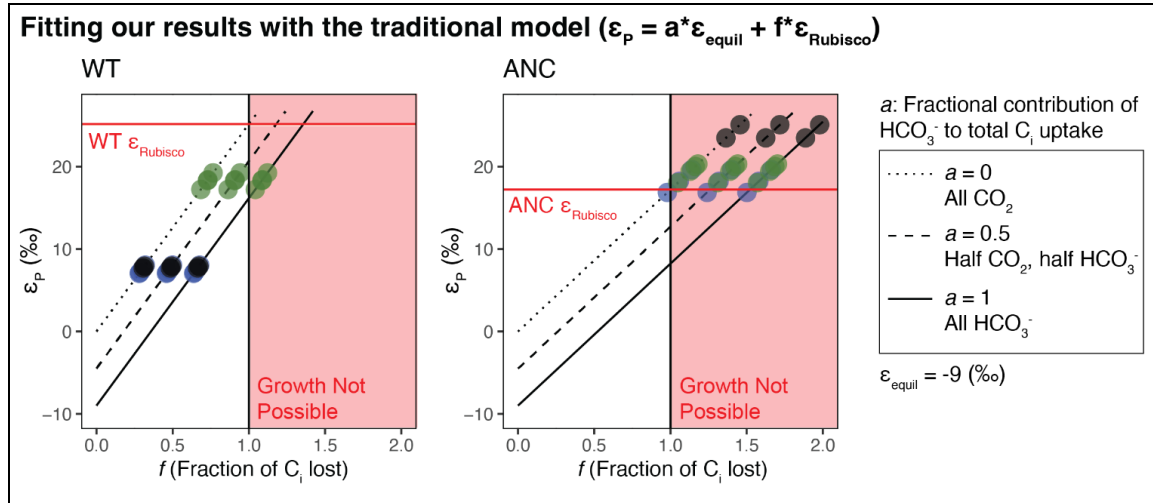 Fitting our results with the traditional model (εP = a*εequil + f*εRubisco)
WT
20
10
0
−10
εP (‰)
WT εRubisco
Growth Not
Possible
0.0 0.5 1.0 1.5 2.0
f (Fraction of Ci lost)
ANC
20
10
0
−10
εP (‰)
ANC εRubisco
Growth Not
Possible
0.0 0.5 1.0 1.5 2.0
f (Fraction of Ci lost)
a: Fractional contribution of
HCO3- to total Ci uptake
a = 0
All CO2
a = 0.5
Half CO2, half HCO3-
a = 1
All HCO3-
εequil = -9 (‰)